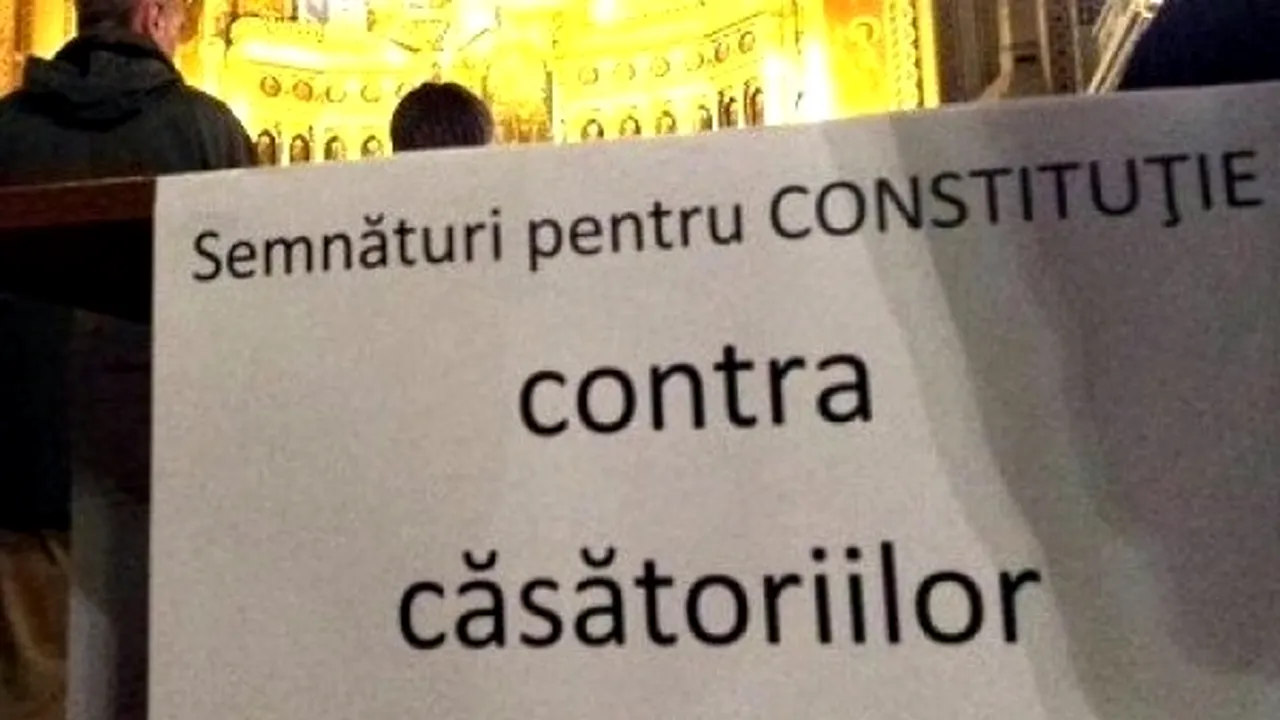 Semnături pentru CONSTITUŢIE
contra
căsătoriilor